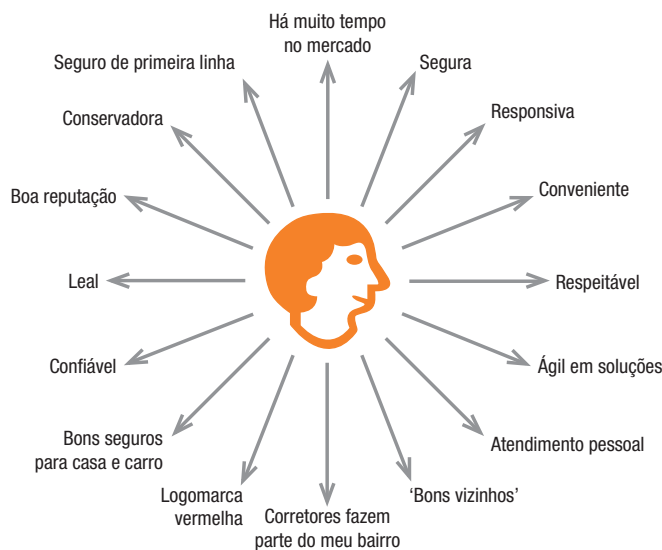 Há muito tempo
no mercado
Seguro de primeira linha
Segura
Conservadora
Responsiva
Boa reputação
Conveniente
Leal
Respeitável
Confiável
Ágil em soluções
Bons seguros
para casa e carro
Atendimento pessoal
Logomarca
vermelha
'Bons vizinhos'
Corretores fazem
parte do meu bairro